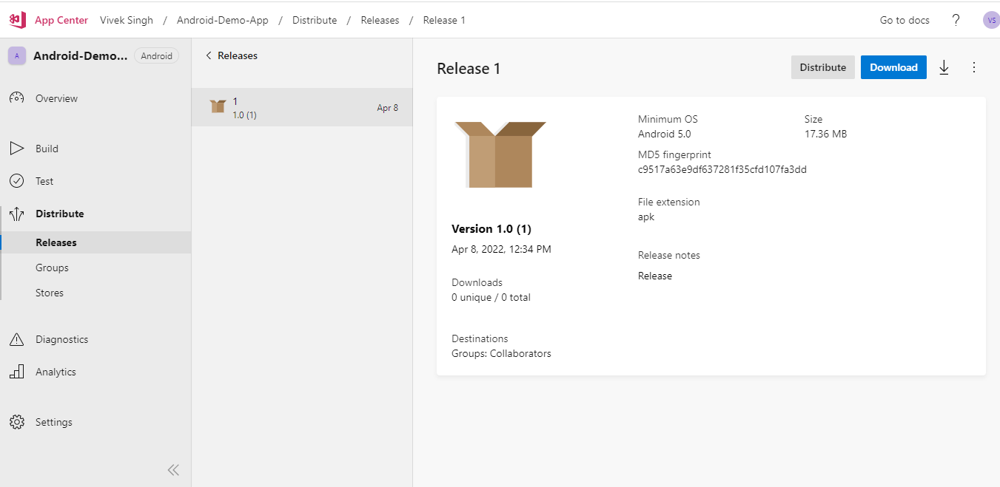 App Center Vivek Singh / Android-Demo-App / Distribute / Releases / Release 1 Go to docs ? VS
A Android-Demo... Android
Overview
Build
Test
Distribute
Releases
Groups
Stores
Diagnostics
Analytics
Settings
Releases
1
1.0 (1)
Apr 8
Release 1
Distribute Download
Version 1.0 (1)
Apr 8, 2022, 12:34 PM
Downloads
0 unique / 0 total
Destinations
Groups: Collaborators
Minimum OS
Android 5.0
Size
17.36 MB
MD5 fingerprint
c9517a63e9df637281f35cfd107fa3dd
File extension
apk
Release notes
Release